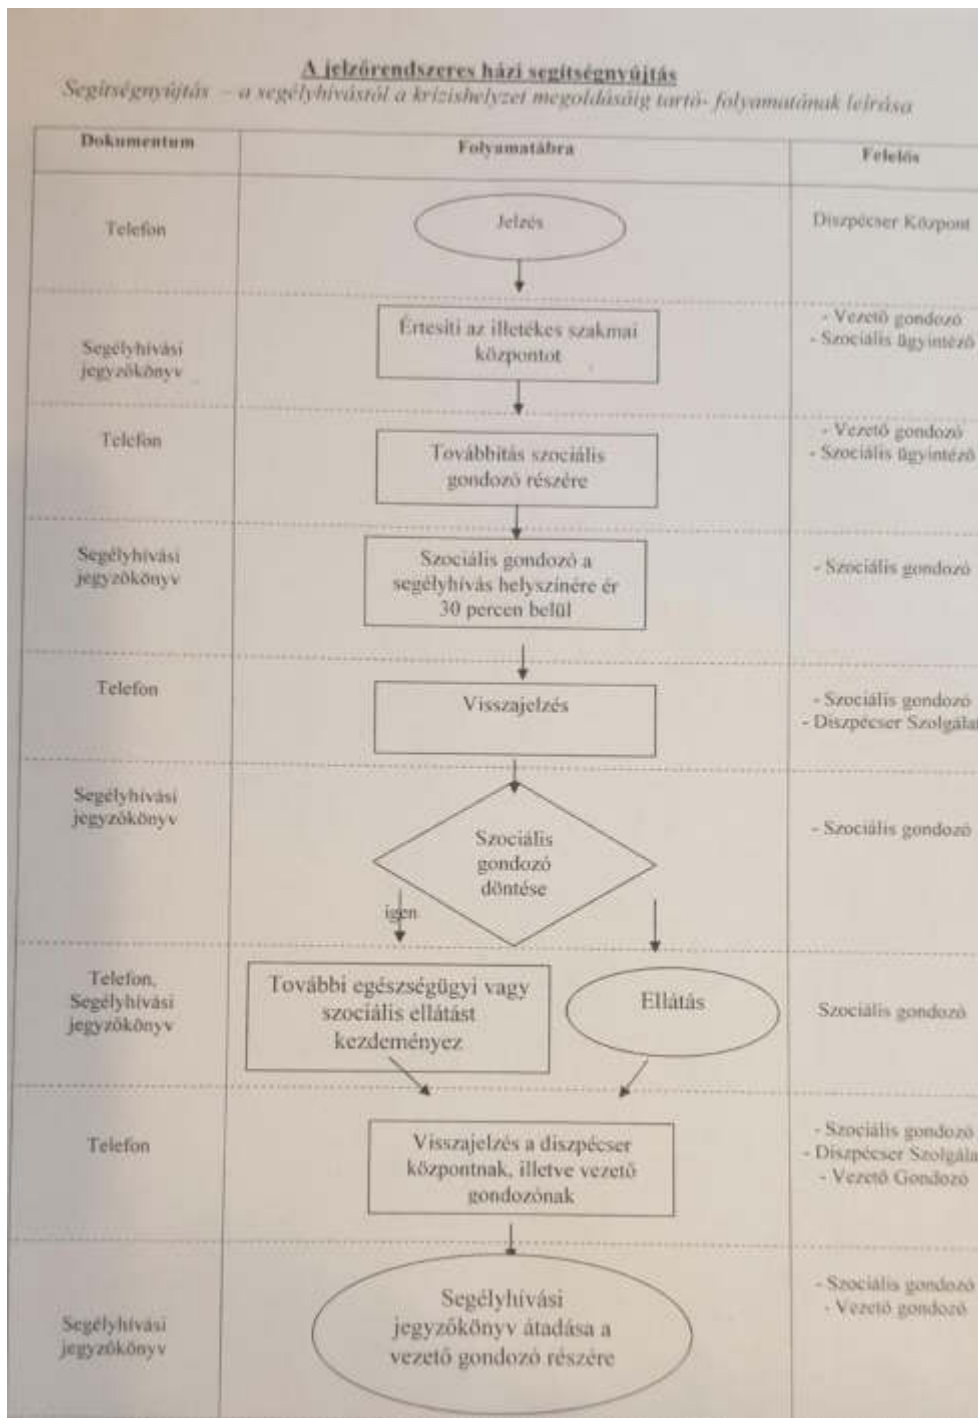 A jelzőrendszeres házi segítségnyújtás
Segítségnyújtás – a segélyhívástól a krízishelyzet megoldásáig tartó- folyamatának leírása
Dokumentum
Folyamatábra
Felelős
Telefon
Jelzés
Diszpécser Központ
Segélyhívási
jegyzőkönyv
Értesíti az illetékes szakmai
központot
- Vezető gondozó
- Szociális ügyintéző
Telefon
Továbbítás szociális
gondozó részére
- Vezető gondozó
- Szociális ügyintéző
Segélyhívási
jegyzőkönyv
Szociális gondozó a
segélyhívás helyszínére ér
30 percen belül
- Szociális gondozó
Telefon
Visszajelzés
- Szociális gondozó
- Diszpécser Szolgálat
Segélyhívási
jegyzőkönyv
Szociális
gondozó
döntése
- Szociális gondozó
igen
Telefon,
Segélyhívási
jegyzőkönyv
További egészségügyi vagy
szociális ellátást
kezdeményez
Ellátás
Szociális gondozó
Telefon
Visszajelzés a diszpécser
központnak, illetve vezető
gondozónak
- Szociális gondozó
- Diszpécser Szolgála
- Vezető Gondozó
Segélyhívási
jegyzőkönyv
Segélyhívási
jegyzőkönyv átadása a
vezető gondozó részére
- Szociális gondozó
- Vezető gondozó